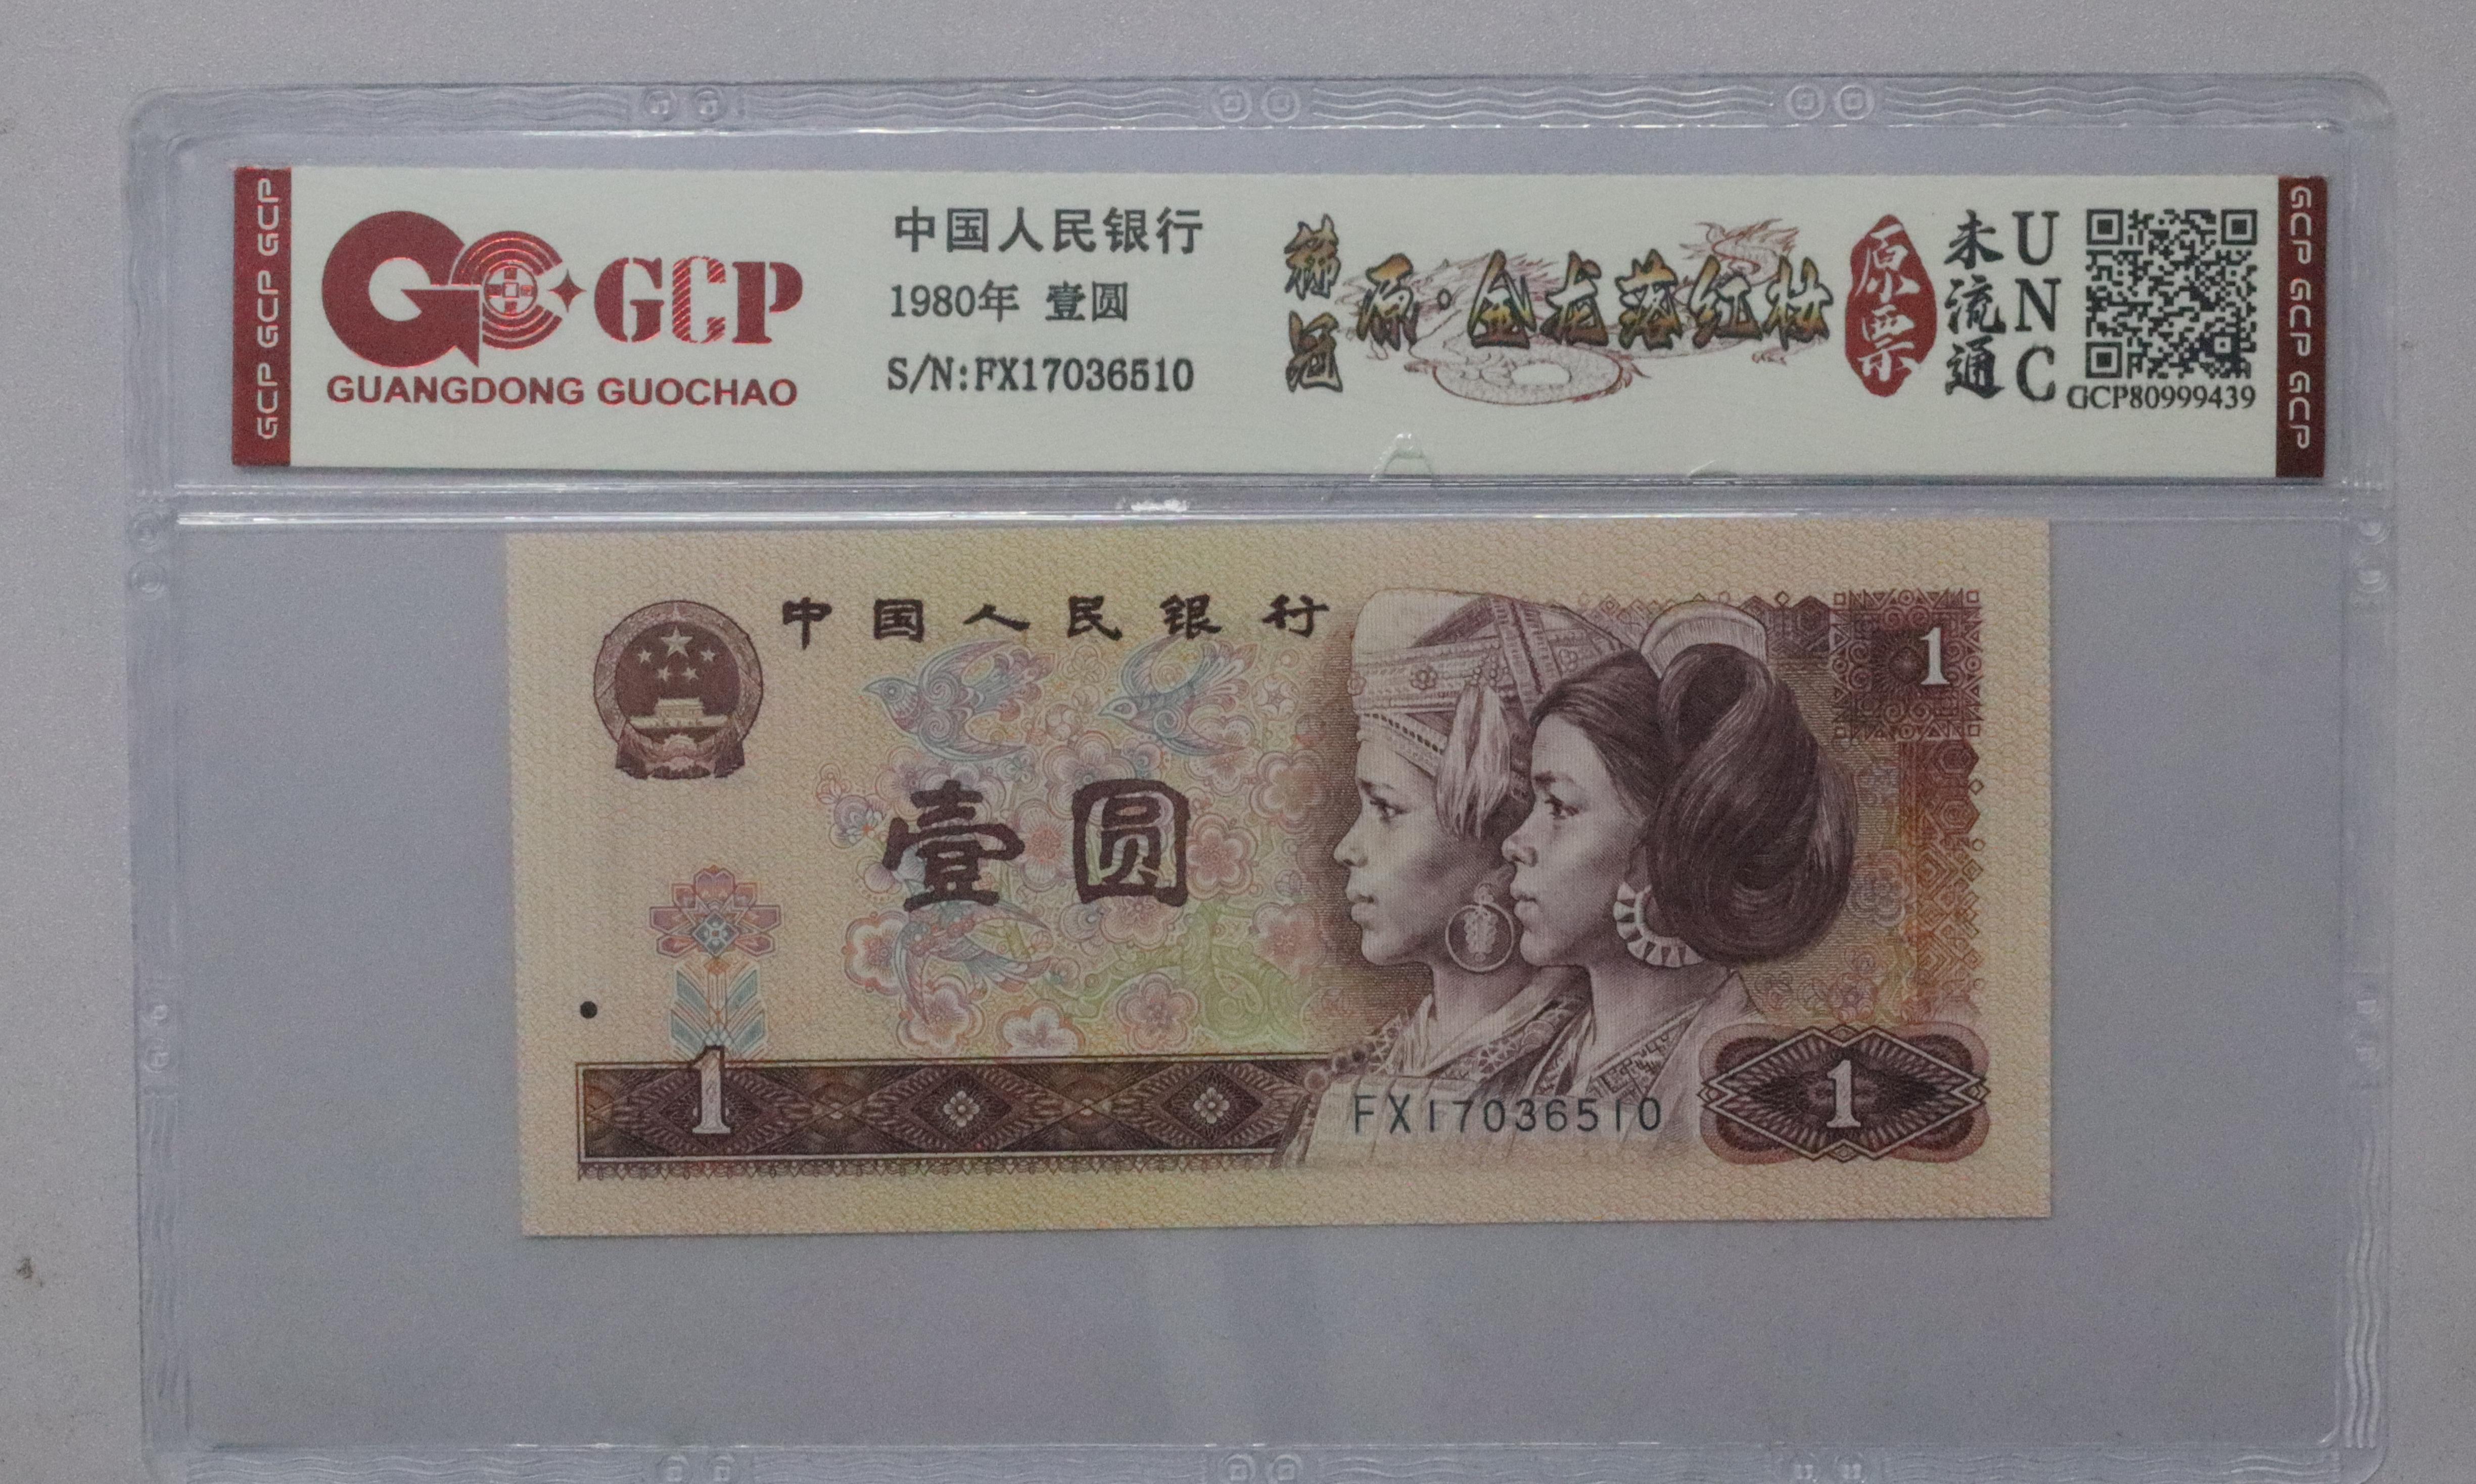 GCP GCP GCP
GCP
GUANGDONG GUOCHAO
中国人民银行
1980年 壹圆
S/N:FX17036510
稀冠
原·金龙落红妆
原票
未流通
UNC
GCP80999439
GCP GCP GCP
中国人民银行
1
壹圆
1
FX17036510
1